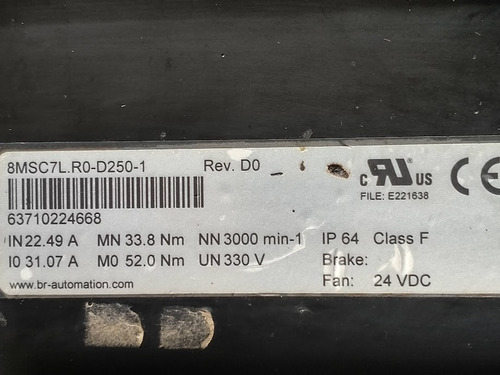 8MSC7L.R0-D250-1 Rev. D0
c RU US
CE
FILE: E221638
63710224668
IN 22.49 A MN 33.8 Nm NN 3000 min-1 IP 64 Class F
I0 31.07 A M0 52.0 Nm UN 330 V Brake:
www.br-automation.com Fan: 24 VDC